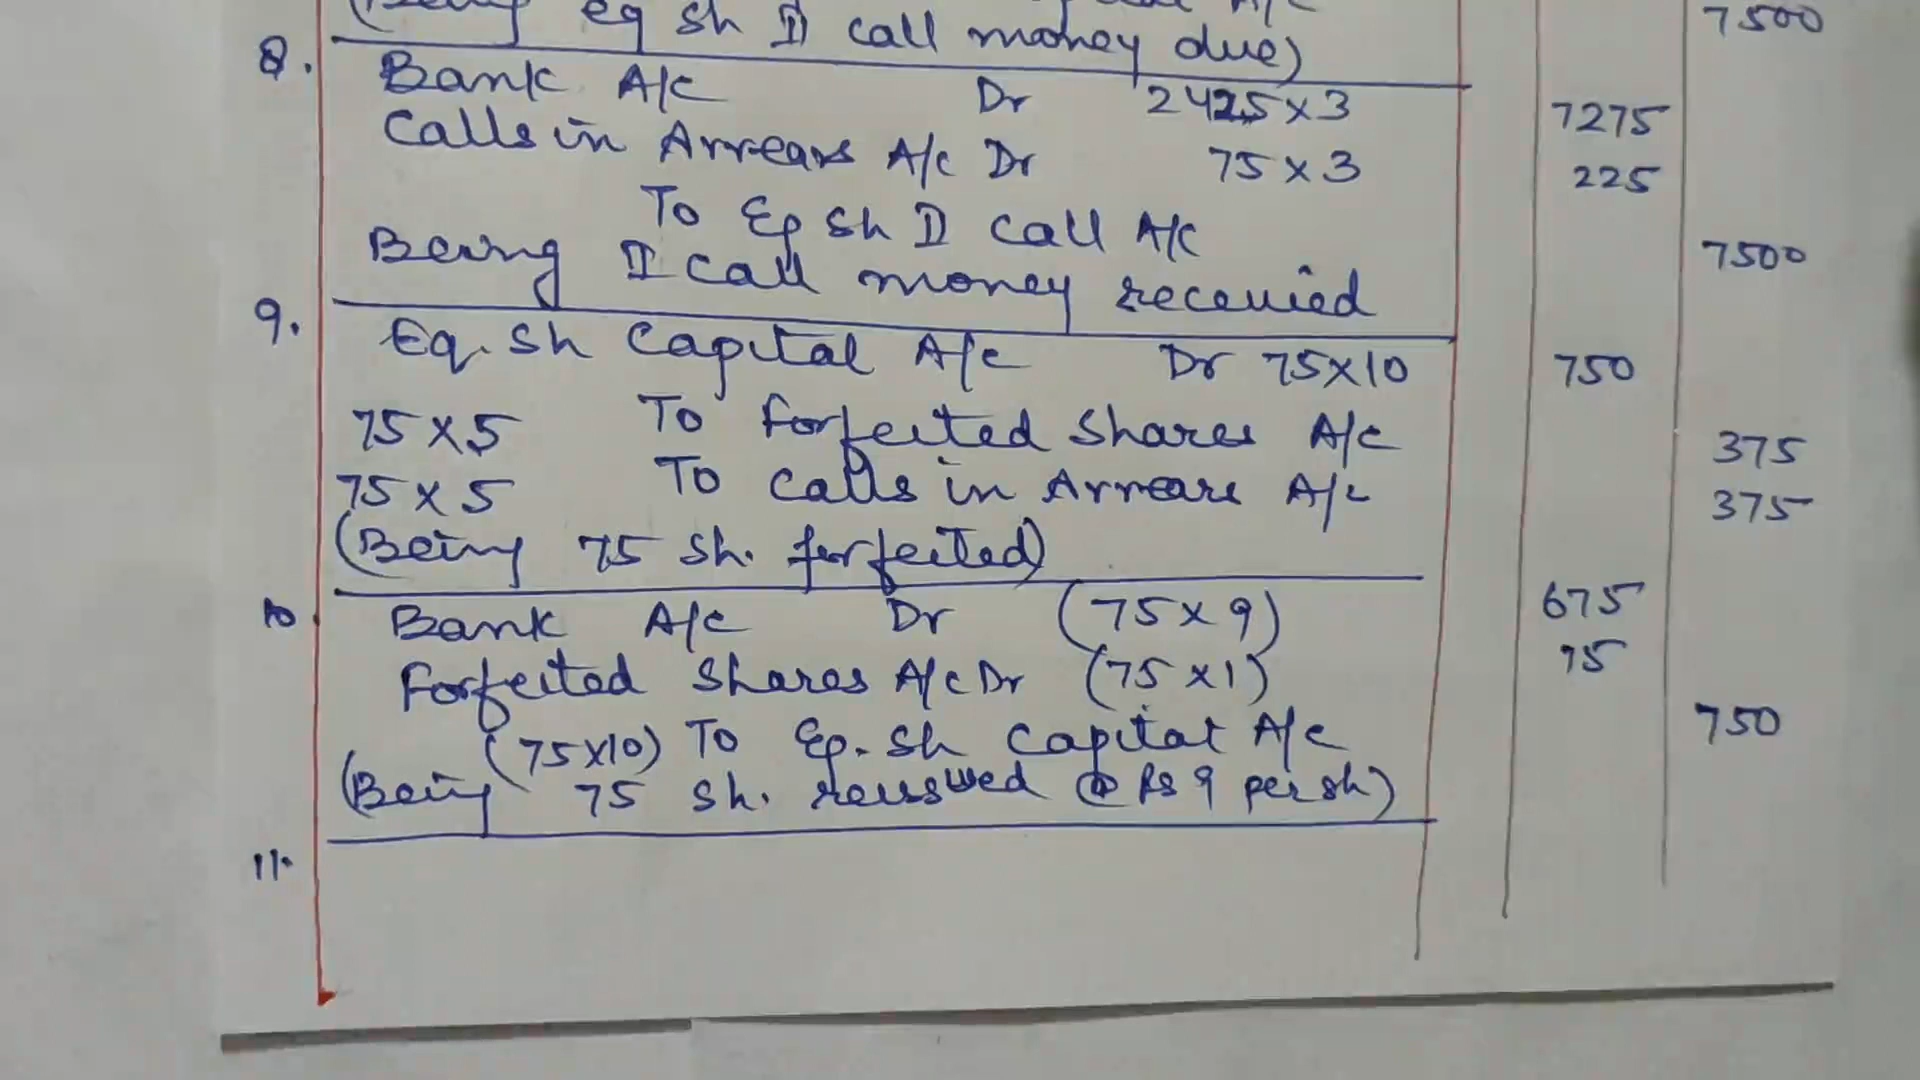 (Being eq sh II call money due)
7500
8. Bank A/c Dr 2425 x 3 7275
Calls in Arrears A/c Dr 75 x 3 225
To Eq Sh II call A/c 7500
Being II call money received
9. Eq. Sh Capital A/c Dr 75x10 750
75 x 5 To Forfeited Shares A/c 375
75 x 5 To Calls in Arrears A/c 375
(Being 75 sh. forfeited)
10. Bank A/c Dr (75 x 9) 675
Forfeited Shares A/c Dr (75 x 1) 75
(75x10) To Eq. Sh Capital A/c 750
(Being 75 sh. reissued @ Rs 9 per sh)
11.